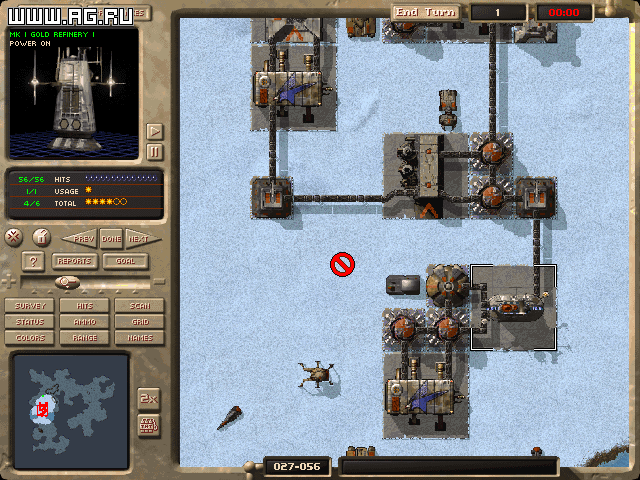 WWW.AG.RU
ES
MK I GOLD REFINERY 1
POWER ON
End Turn
1
00:00
56/56 HITS
1/1 USAGE
4/6 TOTAL
PREV DONE NEXT
? REPORTS GOAL
SURVEY HITS SCAN
STATUS AMMO GRID
COLORS RANGE NAMES
2x
027-056